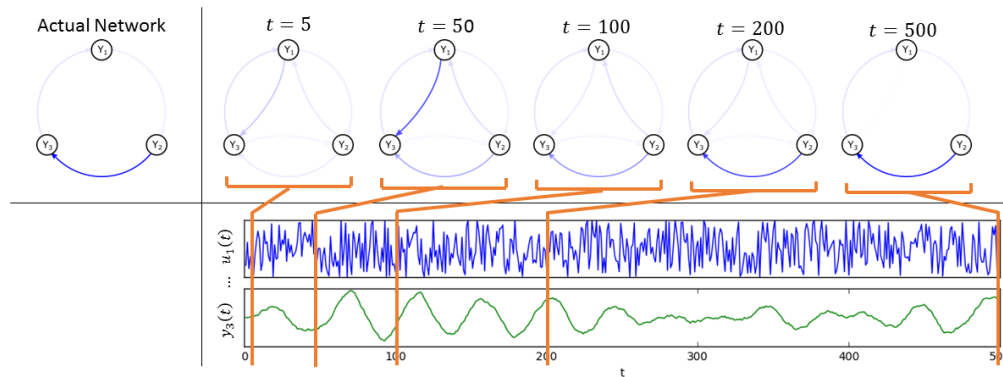 Actual Network
t = 5
t = 50
t = 100
t = 200
t = 500
Y₁
Y₃
Y₂
Y₁
Y₃
Y₂
Y₁
Y₃
Y₂
Y₁
Y₃
Y₂
Y₁
Y₃
Y₂
Y₁
Y₃
Y₂
u₁(t)
...
y₃(t)
0
100
200
300
400
500
t